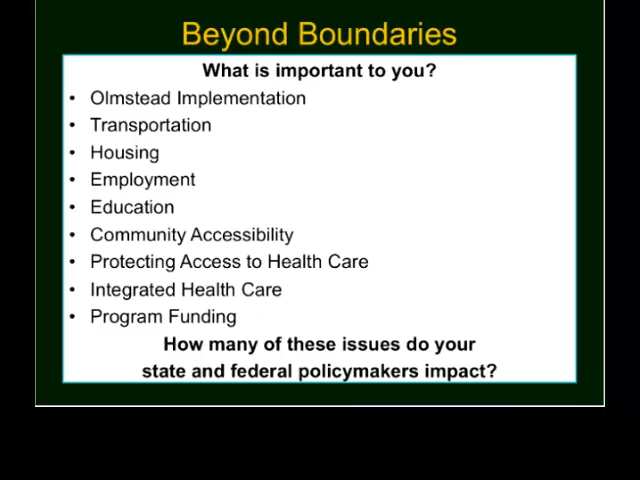 Beyond Boundaries
What is important to you?
• Olmstead Implementation
• Transportation
• Housing
• Employment
• Education
• Community Accessibility
• Protecting Access to Health Care
• Integrated Health Care
• Program Funding
How many of these issues do your
state and federal policymakers impact?